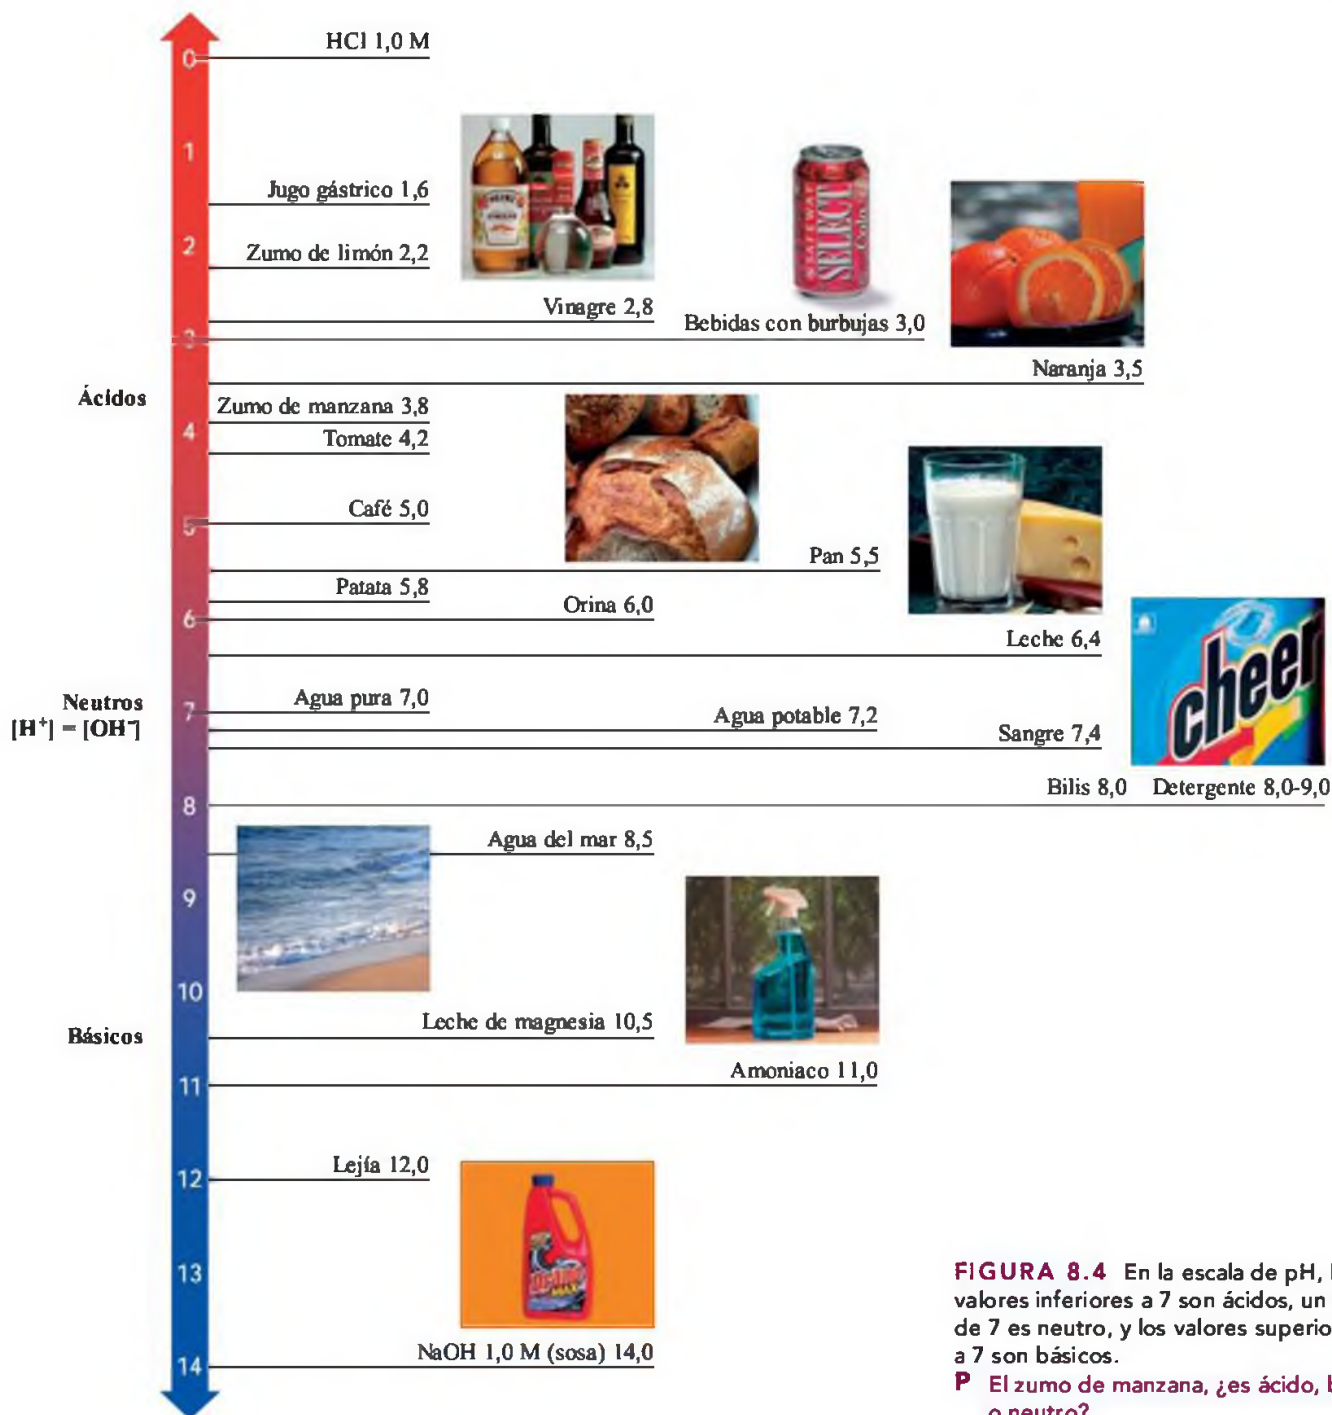 0
HCl 1,0 M
1
Jugo gástrico 1,6
2
Zumo de limón 2,2
HEINZ
Vinagre 2,8
SAFEWAY
SELECT
Cola
Bebidas con burbujas 3,0
3
Naranja 3,5
Ácidos
Zumo de manzana 3,8
4
Tomate 4,2
Café 5,0
5
Pan 5,5
Patata 5,8
Orina 6,0
6
Leche 6,4
cheer
Neutros
[H⁺] = [OH⁻]
Agua pura 7,0
7
Agua potable 7,2
Sangre 7,4
Bilis 8,0 Detergente 8,0-9,0
8
Agua del mar 8,5
9
10
Leche de magnesia 10,5
Básicos
Amoniaco 11,0
11
Lejía 12,0
12
Drano
MAX
13
NaOH 1,0 M (sosa) 14,0
14
FIGURA 8.4 En la escala de pH,
valores inferiores a 7 son ácidos, un
de 7 es neutro, y los valores
a 7 son básicos.
P El zumo de manzana, ¿es ácido,
o neutro?